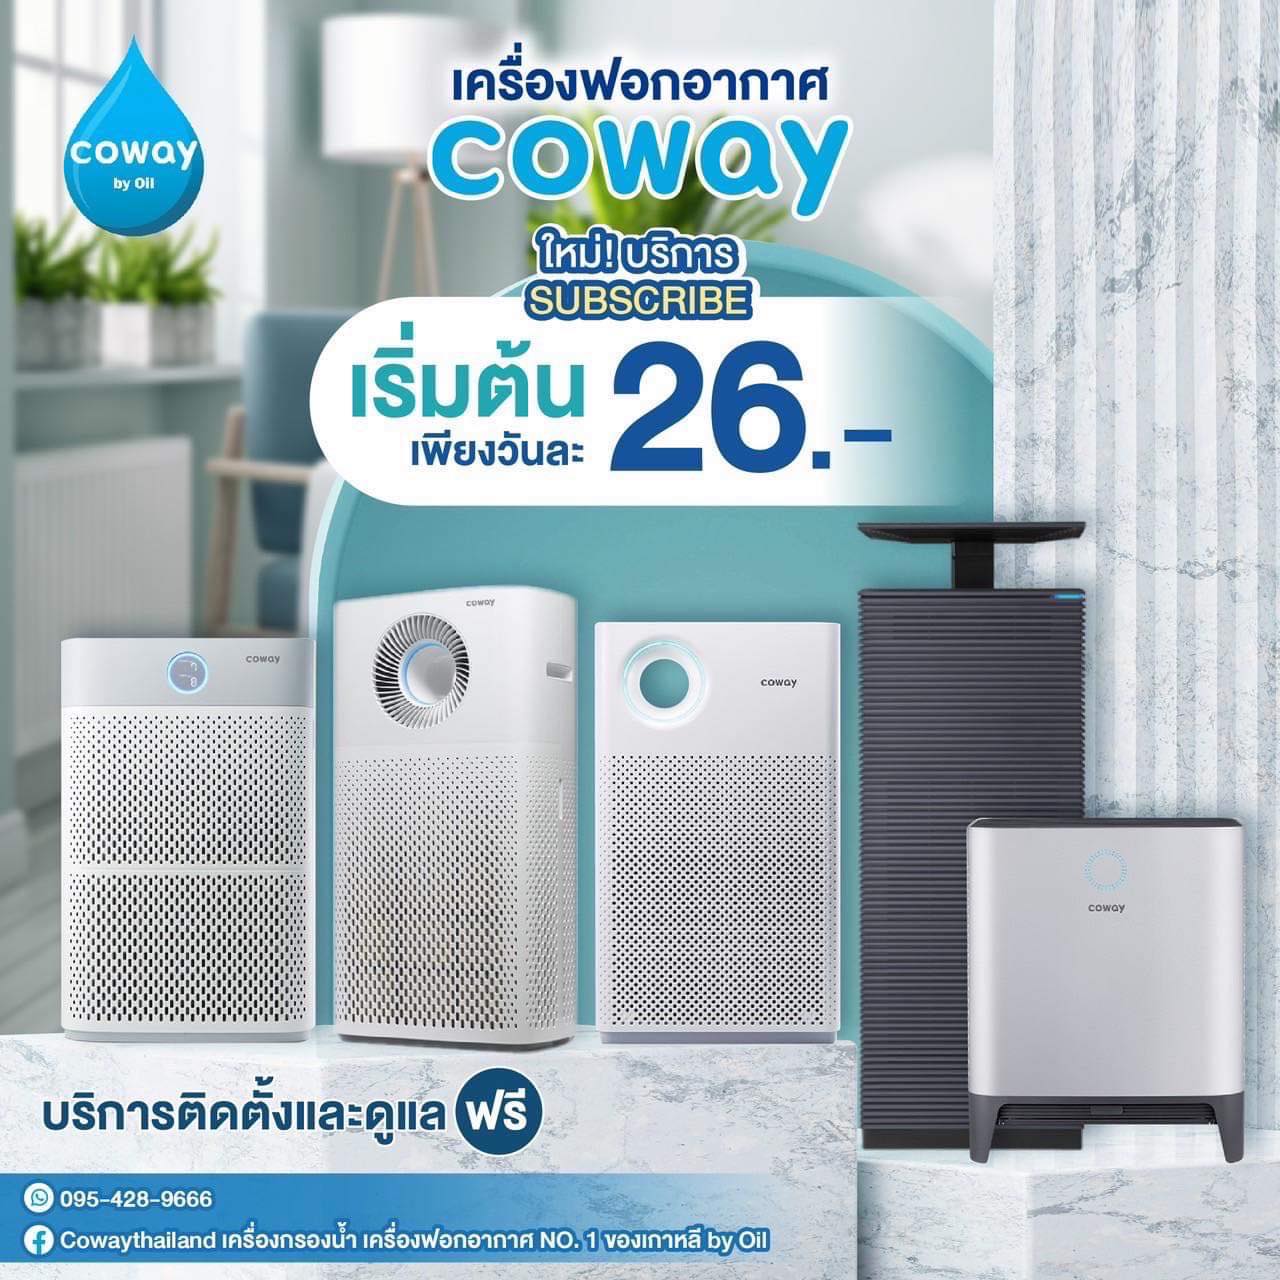 coway
by Oil
เครื่องฟอกอากาศ
coway
ใหม่! บริการ
SUBSCRIBE
เริ่มต้น
เพียงวันละ
26.-
coway
coway
coway
coway
บริการติดตั้งและดูแล ฟรี
095-428-9666
Cowaythailand เครื่องกรองน้ำ เครื่องฟอกอากาศ NO. 1 ของเกาหลี by Oil